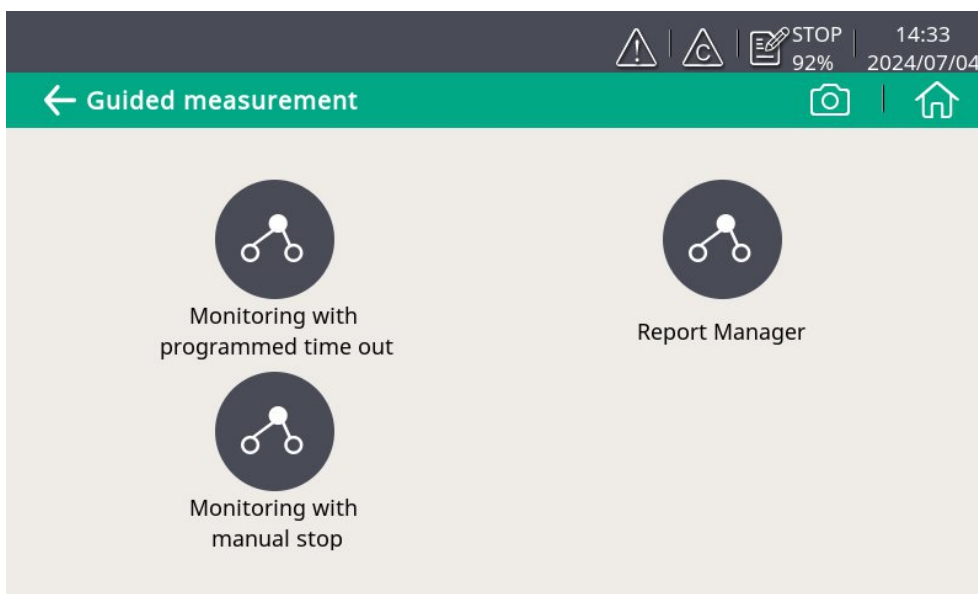 STOP 14:33
92% 2024/07/04
C
Guided measurement
Monitoring with
programmed time out
Report Manager
Monitoring with
manual stop